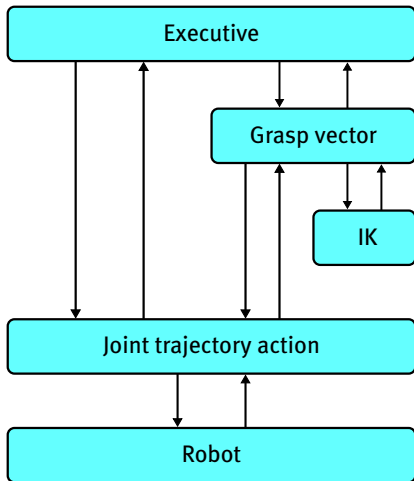 Executive
Grasp vector
IK
Joint trajectory action
Robot